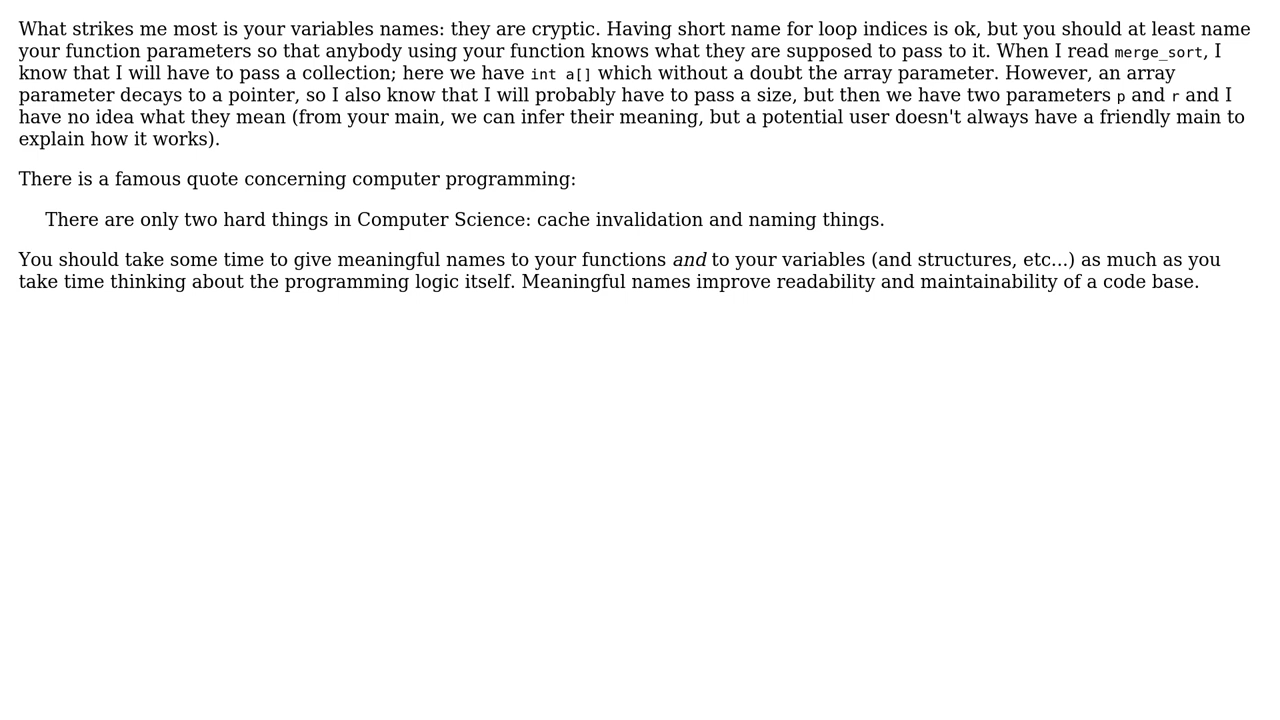 What strikes me most is your variables names: they are cryptic. Having short name for loop indices is ok, but you should at least name
your function parameters so that anybody using your function knows what they are supposed to pass to it. When I read merge_sort, I
know that I will have to pass a collection; here we have int a[] which without a doubt the array parameter. However, an array
parameter decays to a pointer, so I also know that I will probably have to pass a size, but then we have two parameters p and r and I
have no idea what they mean (from your main, we can infer their meaning, but a potential user doesn't always have a friendly main to
explain how it works).
There is a famous quote concerning computer programming:
There are only two hard things in Computer Science: cache invalidation and naming things.
You should take some time to give meaningful names to your functions and to your variables (and structures, etc...) as much as you
take time thinking about the programming logic itself. Meaningful names improve readability and maintainability of a code base.